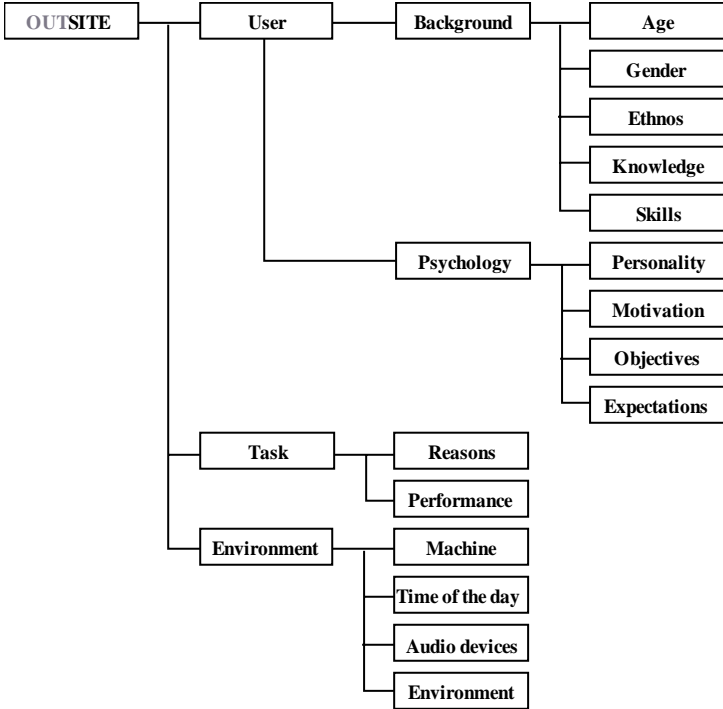 OUTSITE User Background Age
Gender
Ethnos
Knowledge
Skills
Psychology Personality
Motivation
Objectives
Expectations
Task Reasons
Performance
Environment Machine
Time of the day
Audio devices
Environment